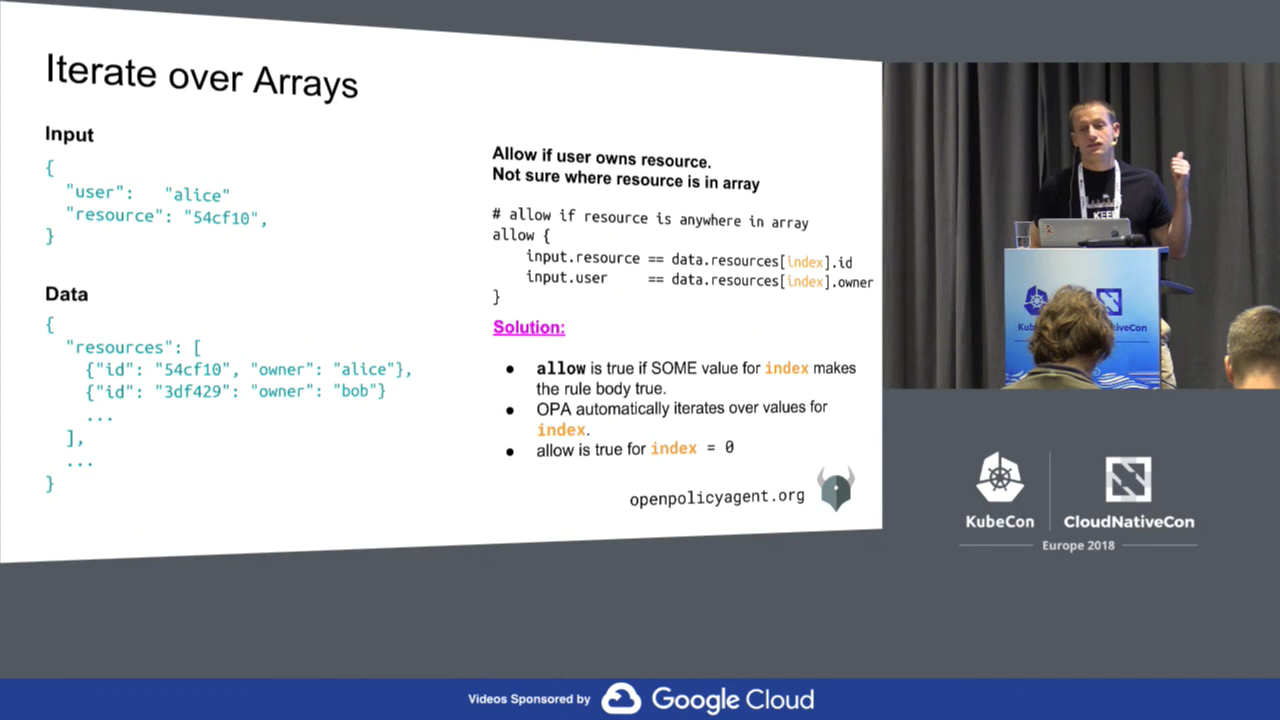 Iterate over Arrays
Input
{
"user": "alice"
"resource": "54cf10",
}
Data
{
"resources": [
{"id": "54cf10", "owner": "alice"},
{"id": "3df429": "owner": "bob"}
...
],
...
}
Allow if user owns resource.
Not sure where resource is in array
# allow if resource is anywhere in array
allow {
input.resource == data.resources[index].id
input.user == data.resources[index].owner
}
Solution:
● allow is true if SOME value for index makes
the rule body true.
● OPA automatically iterates over values for
index.
● allow is true for index = 0
openpolicyagent.org
KEEP
KubeCon
CloudNativeCon
Europe 2018
Videos Sponsored by Google Cloud